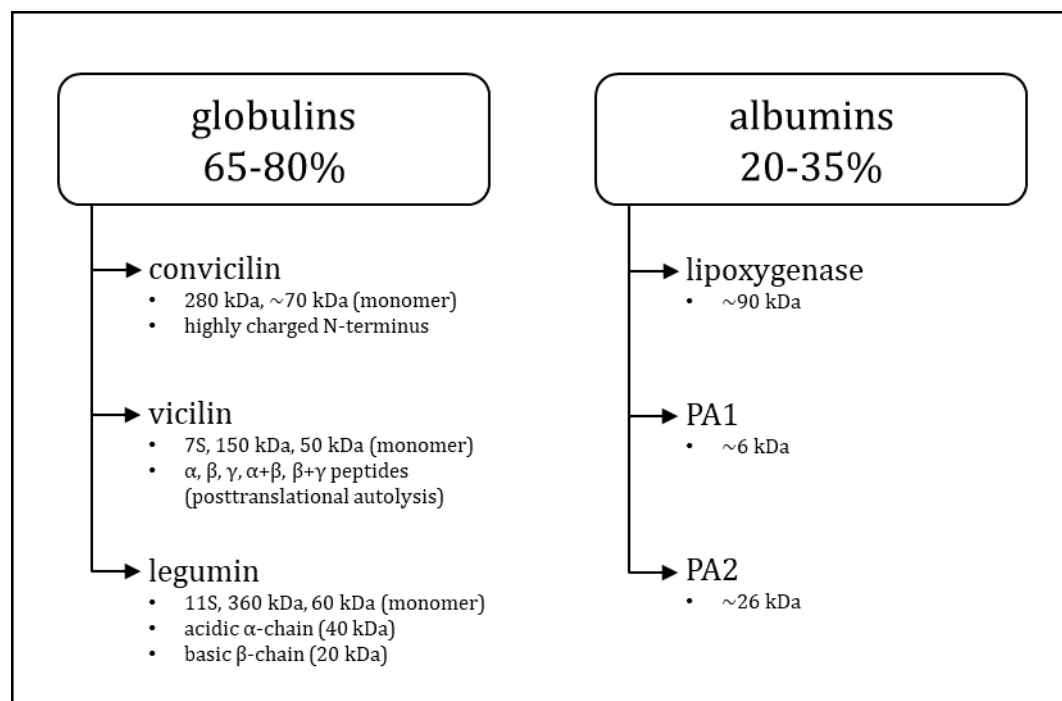 globulins
65-80%
convicilin
• 280 kDa, ~70 kDa (monomer)
• highly charged N-terminus
vicilin
• 7S, 150 kDa, 50 kDa (monomer)
• α, β, γ, α+β, β+γ peptides
(posttranslational autolysis)
legumin
• 11S, 360 kDa, 60 kDa (monomer)
• acidic α-chain (40 kDa)
• basic β-chain (20 kDa)
albumins
20-35%
lipoxygenase
• ~90 kDa
PA1
• ~6 kDa
PA2
• ~26 kDa